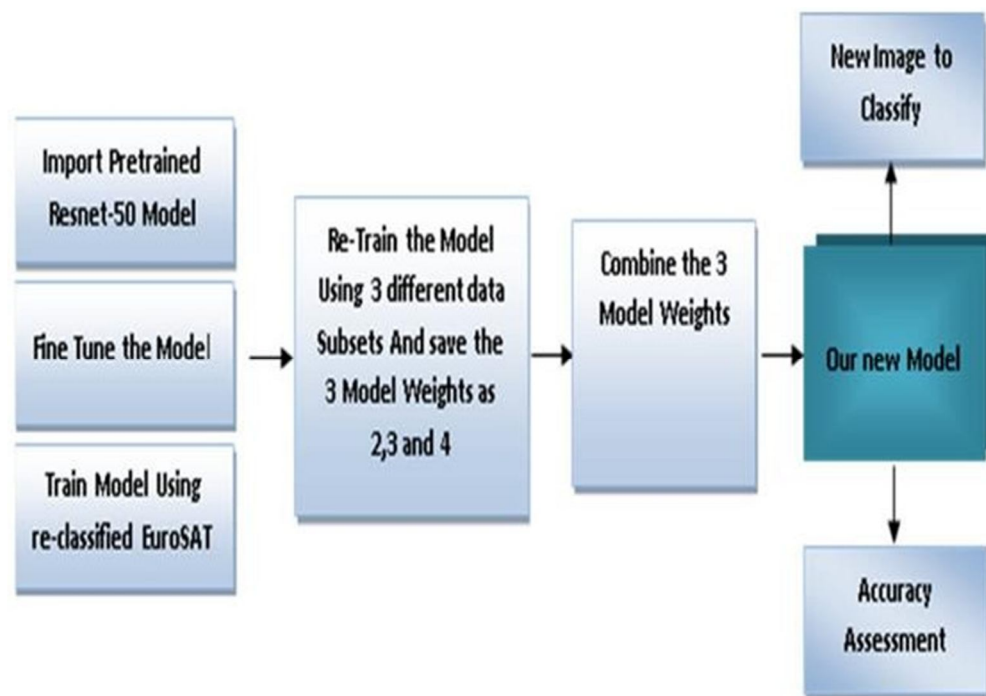 Import Pretrained
Resnet-50 Model
Fine Tune the Model
Train Model Using
re-classified EuroSAT
Re-Train the Model
Using 3 different data
Subsets And save the
3 Model Weights as
2,3 and 4
Combine the 3
Model Weights
New Image to
Classify
Our new Model
Accuracy
Assessment